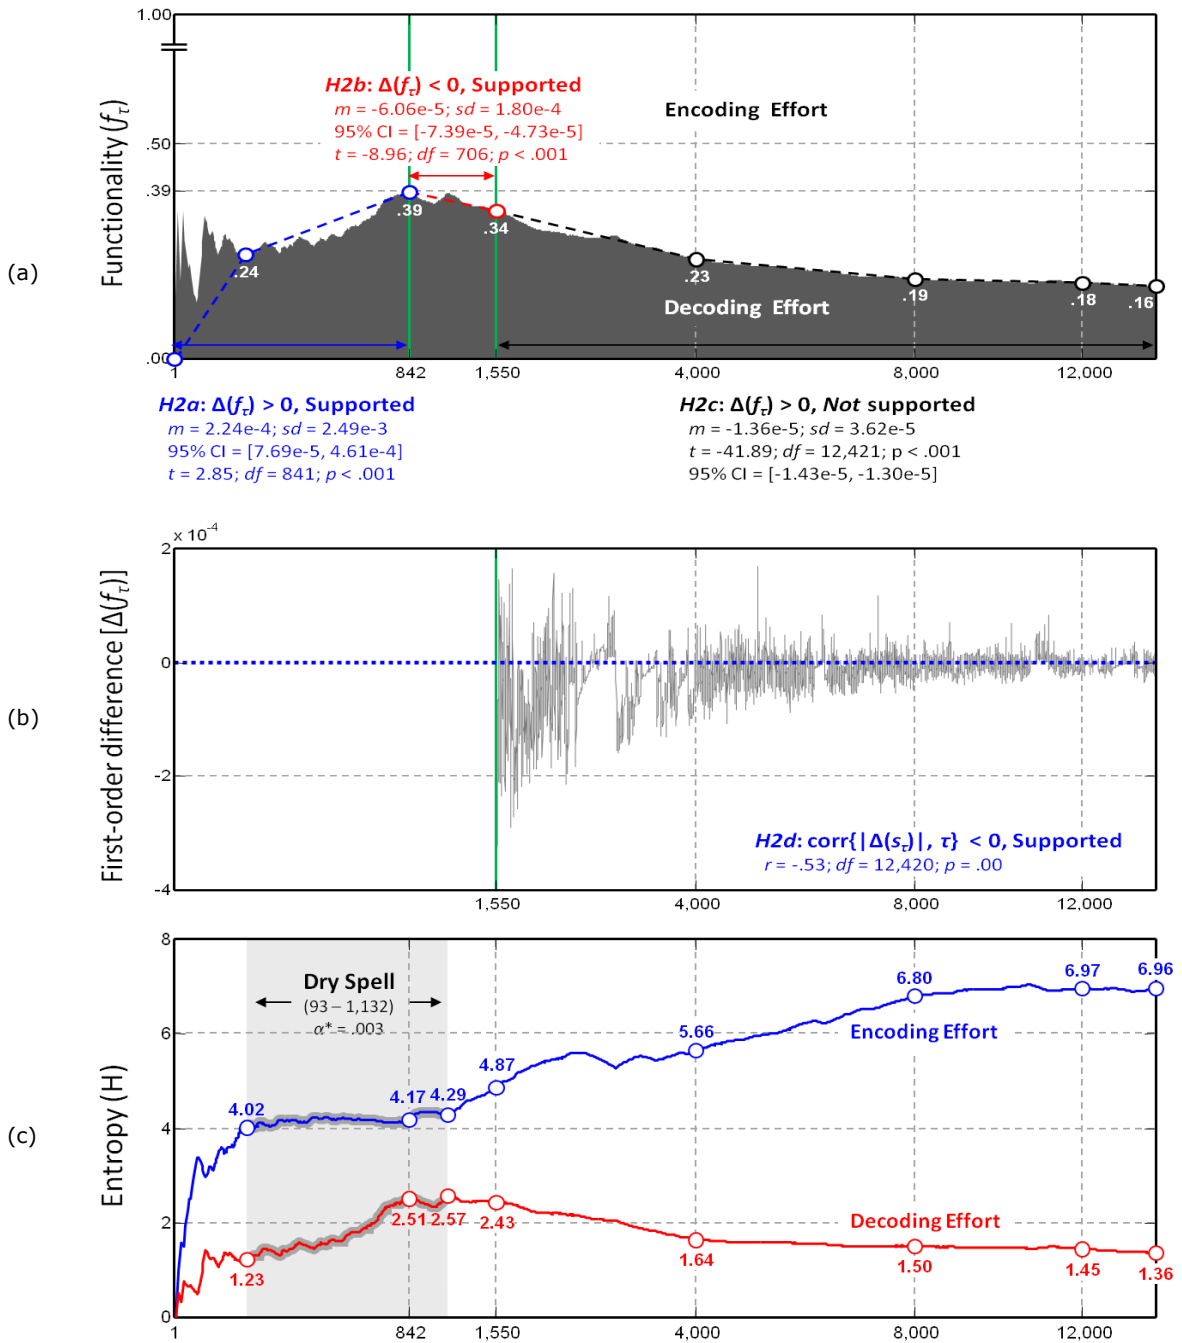 (a)
Functionality (fτ)
1.00
.50
.39
.00
H2b: Δ(fτ) < 0, Supported
m = -6.06e-5; sd = 1.80e-4
95% CI = [-7.39e-5, -4.73e-5]
t = -8.96; df = 706; p < .001
Encoding Effort
.24
.39
.34
.23
.19
.18
.16
Decoding Effort
1
842
1,550
4,000
8,000
12,000
H2a: Δ(fτ) > 0, Supported
m = 2.24e-4; sd = 2.49e-3
95% CI = [7.69e-5, 4.61e-4]
t = 2.85; df = 841; p < .001
H2c: Δ(fτ) > 0, Not supported
m = -1.36e-5; sd = 3.62e-5
t = -41.89; df = 12,421; p < .001
95% CI = [-1.43e-5, -1.30e-5]
(b)
First-order difference [Δ(fτ)]
x 10-4
2
0
-2
-4
H2d: corr{|Δ(sτ)|, τ} < 0, Supported
r = -.53; df = 12,420; p = .00
1,550
4,000
8,000
12,000
(c)
Entropy (H)
8
6
4
2
0
Dry Spell
(93 – 1,132)
α* = .003
4.02
4.17
4.29
4.87
5.66
6.80
6.97
6.96
Encoding Effort
Decoding Effort
1.23
2.51
2.57
2.43
1.64
1.50
1.45
1.36
1
842
1,550
4,000
8,000
12,000